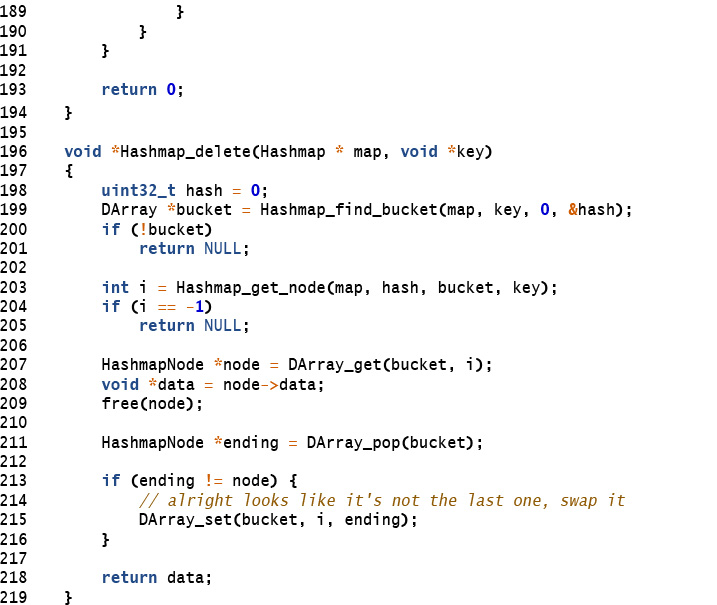 189                }
190            }
191        }
192
193        return 0;
194    }
195
196    void *Hashmap_delete(Hashmap * map, void *key)
197    {
198        uint32_t hash = 0;
199        DArray *bucket = Hashmap_find_bucket(map, key, 0, &hash);
200        if (!bucket)
201            return NULL;
202
203        int i = Hashmap_get_node(map, hash, bucket, key);
204        if (i == -1)
205            return NULL;
206
207        HashmapNode *node = DArray_get(bucket, i);
208        void *data = node->data;
209        free(node);
210
211        HashmapNode *ending = DArray_pop(bucket);
212
213        if (ending != node) {
214            // alright looks like it's not the last one, swap it
215            DArray_set(bucket, i, ending);
216        }
217
218        return data;
219    }